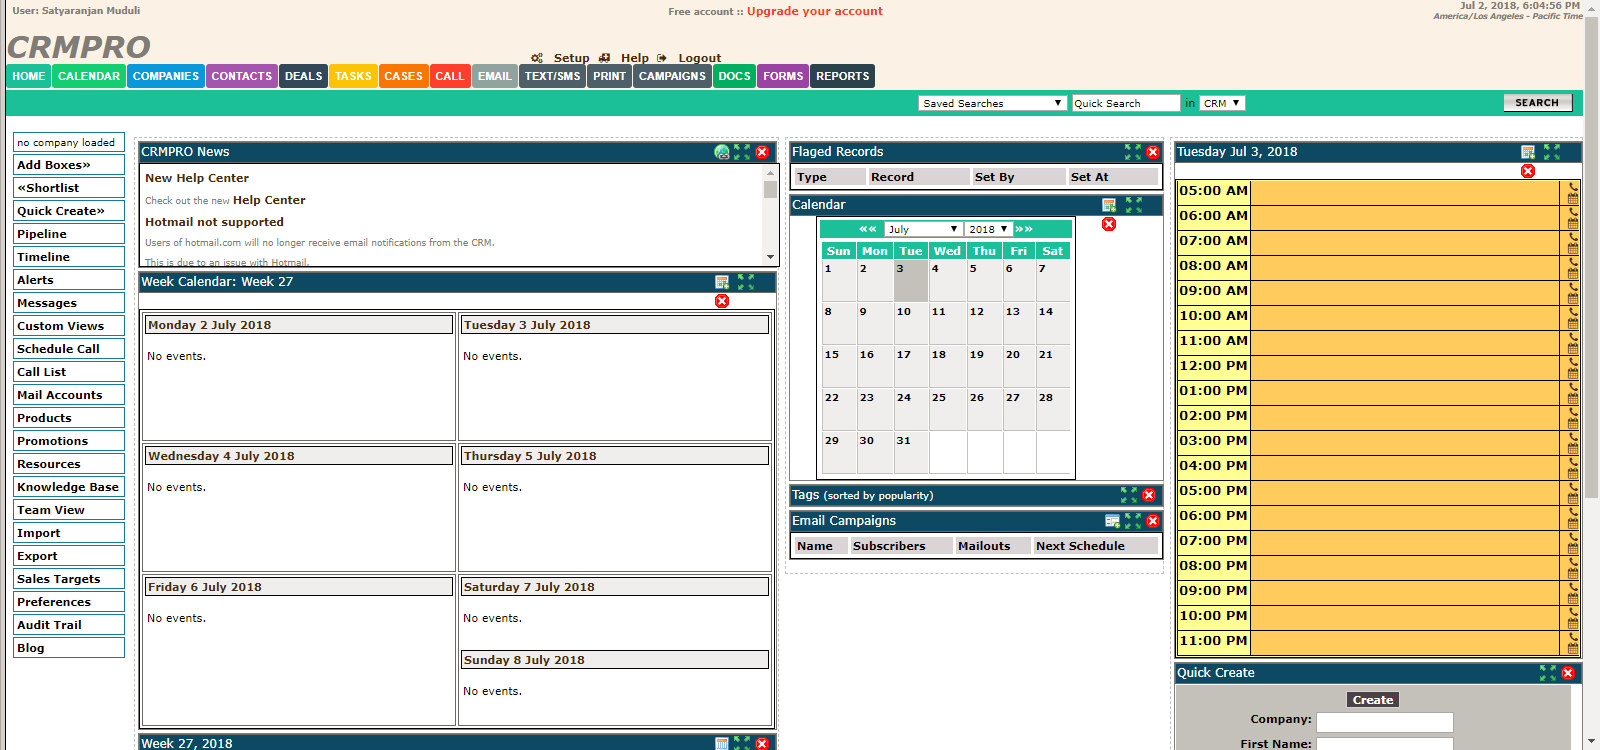 User: Satyaranjan Muduli
Free account :: Upgrade your account
Jul 2, 2018, 6:04:56 PM
America/Los Angeles - Pacific Time
CRMPRO
Setup Help Logout
HOME CALENDAR COMPANIES CONTACTS DEALS TASKS CASES CALL EMAIL TEXT/SMS PRINT CAMPAIGNS DOCS FORMS REPORTS
Saved Searches Quick Search in CRM SEARCH
no company loaded
Add Boxes»
«Shortlist
Quick Create»
Pipeline
Timeline
Alerts
Messages
Custom Views
Schedule Call
Call List
Mail Accounts
Products
Promotions
Resources
Knowledge Base
Team View
Import
Export
Sales Targets
Preferences
Audit Trail
Blog
CRMPRO News
New Help Center
Check out the new Help Center
Hotmail not supported
Users of hotmail.com will no longer receive email notifications from the CRM.
This is due to an issue with Hotmail.
Week Calendar: Week 27
Monday 2 July 2018
No events.
Tuesday 3 July 2018
No events.
Wednesday 4 July 2018
No events.
Thursday 5 July 2018
No events.
Friday 6 July 2018
No events.
Saturday 7 July 2018
No events.
Sunday 8 July 2018
No events.
Week 27, 2018
Flaged Records
Type Record Set By Set At
Calendar
«« July 2018 »»
Sun Mon Tue Wed Thu Fri Sat
1 2 3 4 5 6 7
8 9 10 11 12 13 14
15 16 17 18 19 20 21
22 23 24 25 26 27 28
29 30 31
Tags (sorted by popularity)
Email Campaigns
Name Subscribers Mailouts Next Schedule
Tuesday Jul 3, 2018
05:00 AM
06:00 AM
07:00 AM
08:00 AM
09:00 AM
10:00 AM
11:00 AM
12:00 PM
01:00 PM
02:00 PM
03:00 PM
04:00 PM
05:00 PM
06:00 PM
07:00 PM
08:00 PM
09:00 PM
10:00 PM
11:00 PM
Quick Create
Create
Company:
First Name: